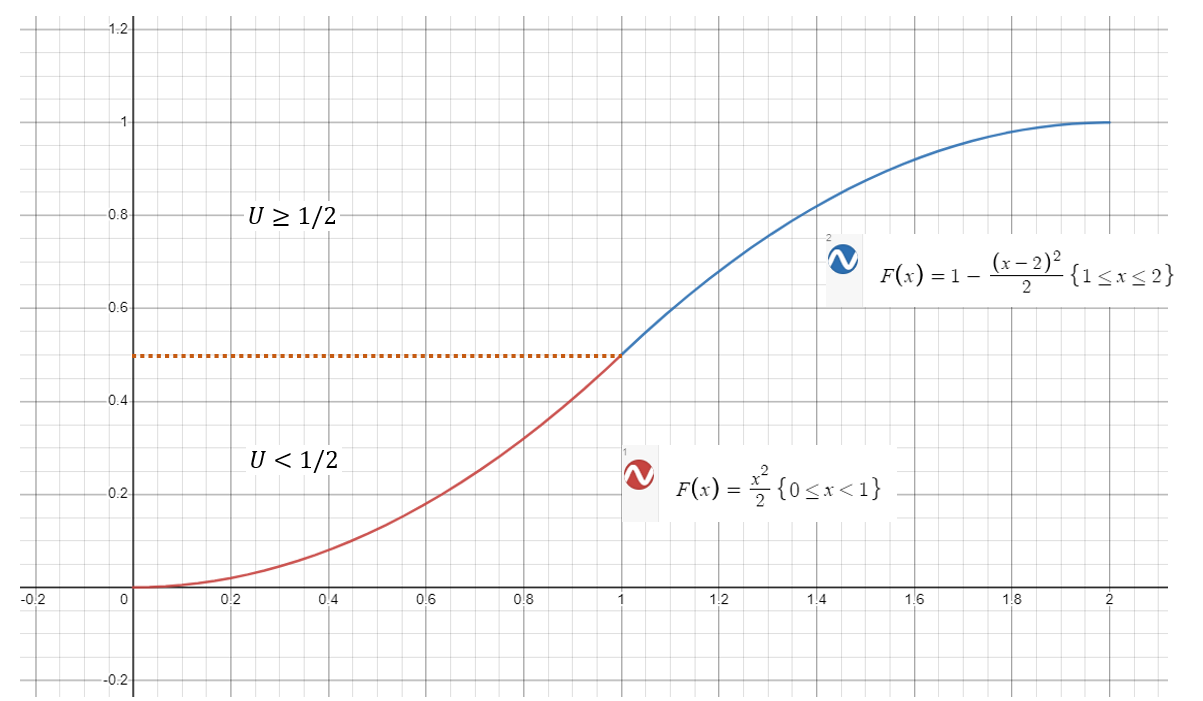 1.2
1
0.8
U ≥ 1/2
2
F(x) = 1 − (x − 2)²/2 {1 ≤ x ≤ 2}
0.6
0.4
U < 1/2
1
F(x) = x²/2 {0 ≤ x < 1}
0.2
-0.2 0 0.2 0.4 0.6 0.8 1 1.2 1.4 1.6 1.8 2
-0.2